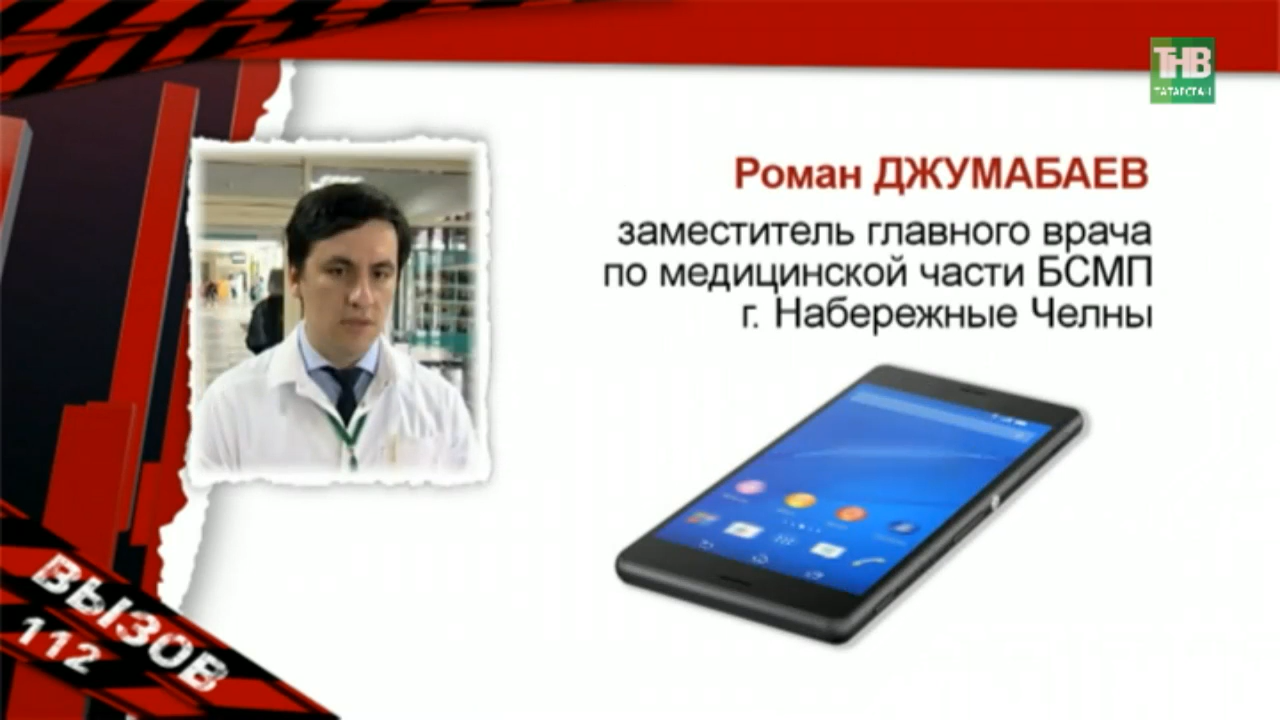 ТНВ
ТАТАРСТАН
Роман ДЖУМАБАЕВ
заместитель главного врача
по медицинской части БСМП
г. Набережные Челны
ВЫЗОВ
112